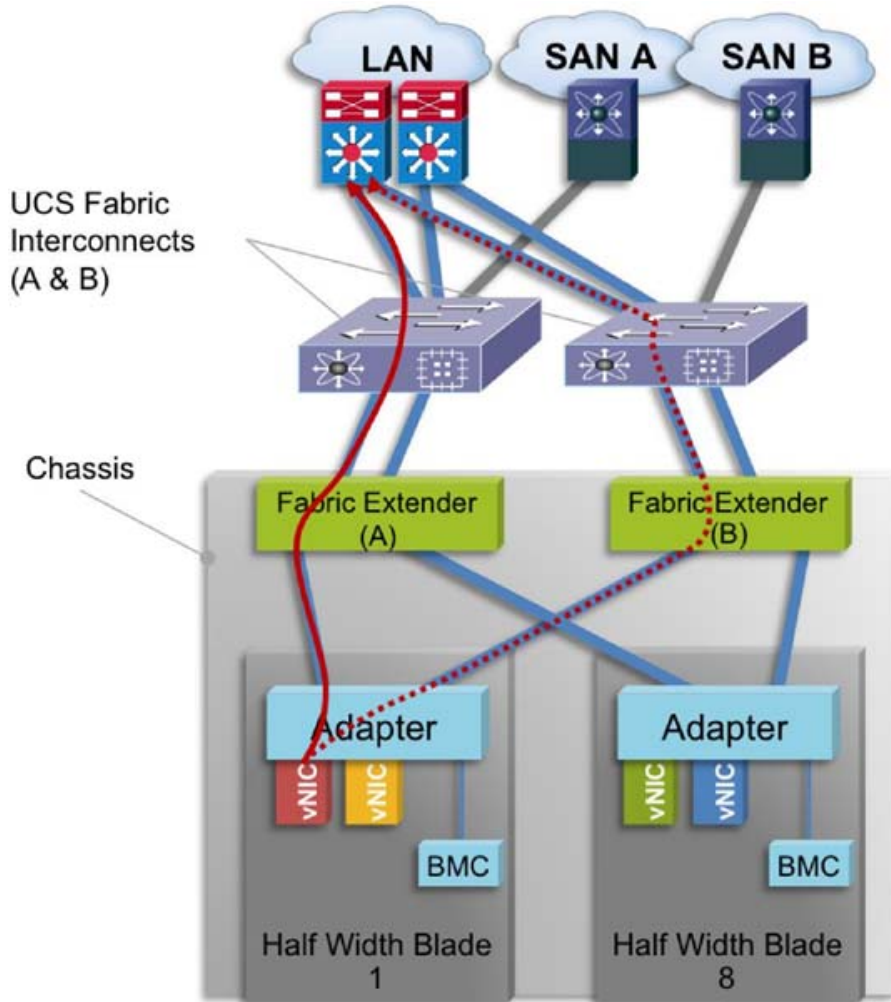 LAN
SAN A
SAN B
UCS Fabric
Interconnects
(A & B)
Chassis
Fabric Extender
(A)
Fabric Extender
(B)
Adapter
Adapter
vNIC
vNIC
vNIC
vNIC
BMC
BMC
Half Width Blade
1
Half Width Blade
8